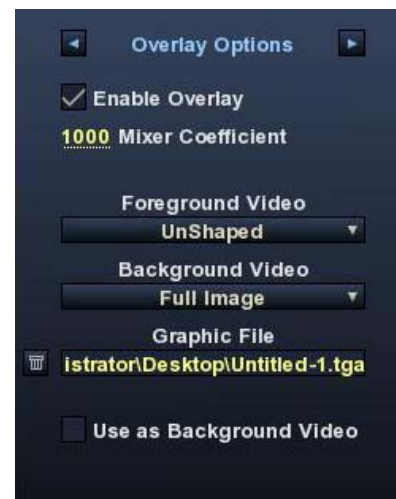 Overlay Options
Enable Overlay
1000 Mixer Coefficient
Foreground Video
UnShaped
Background Video
Full Image
Graphic File
istrator\Desktop\Untitled-1.tga
Use as Background Video